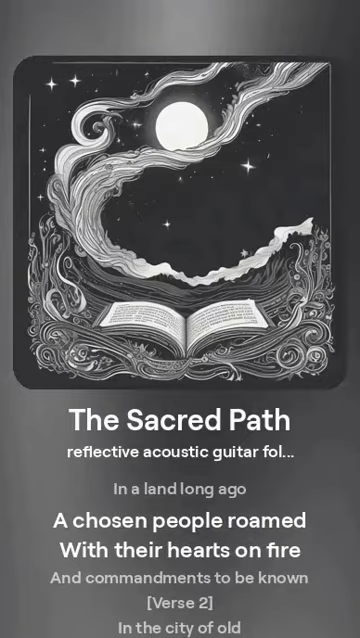 The Sacred Path
reflective acoustic guitar fol...
In a land long ago
A chosen people roamed
With their hearts on fire
And commandments to be known
[Verse 2]
In the city of old